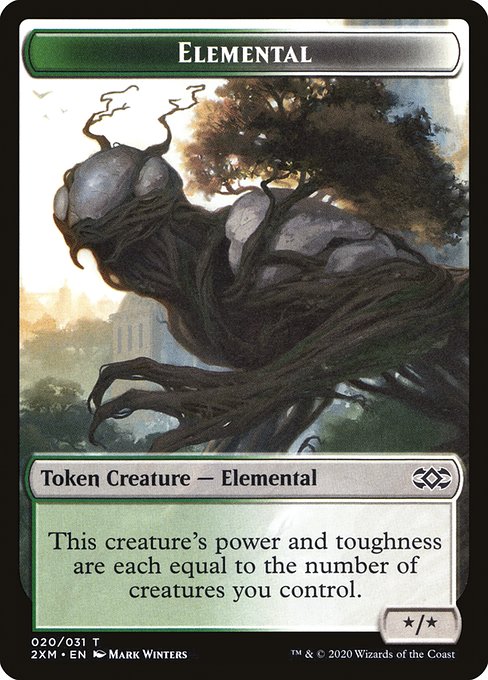 Elemental
Token Creature — Elemental
This creature's power and toughness
are each equal to the number of
creatures you control.
*/*
020/031 T
2XM • EN Mark Winters
™ & © 2020 Wizards of the Coast